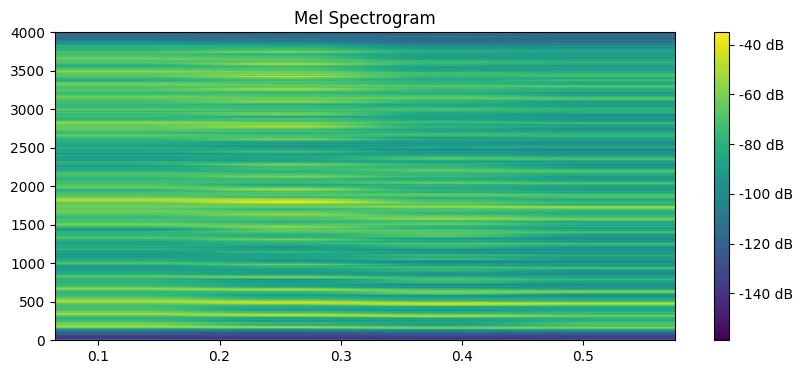 Mel Spectrogram
4000
3500
3000
2500
2000
1500
1000
500
0
0.1 0.2 0.3 0.4 0.5
-40 dB
-60 dB
-80 dB
-100 dB
-120 dB
-140 dB